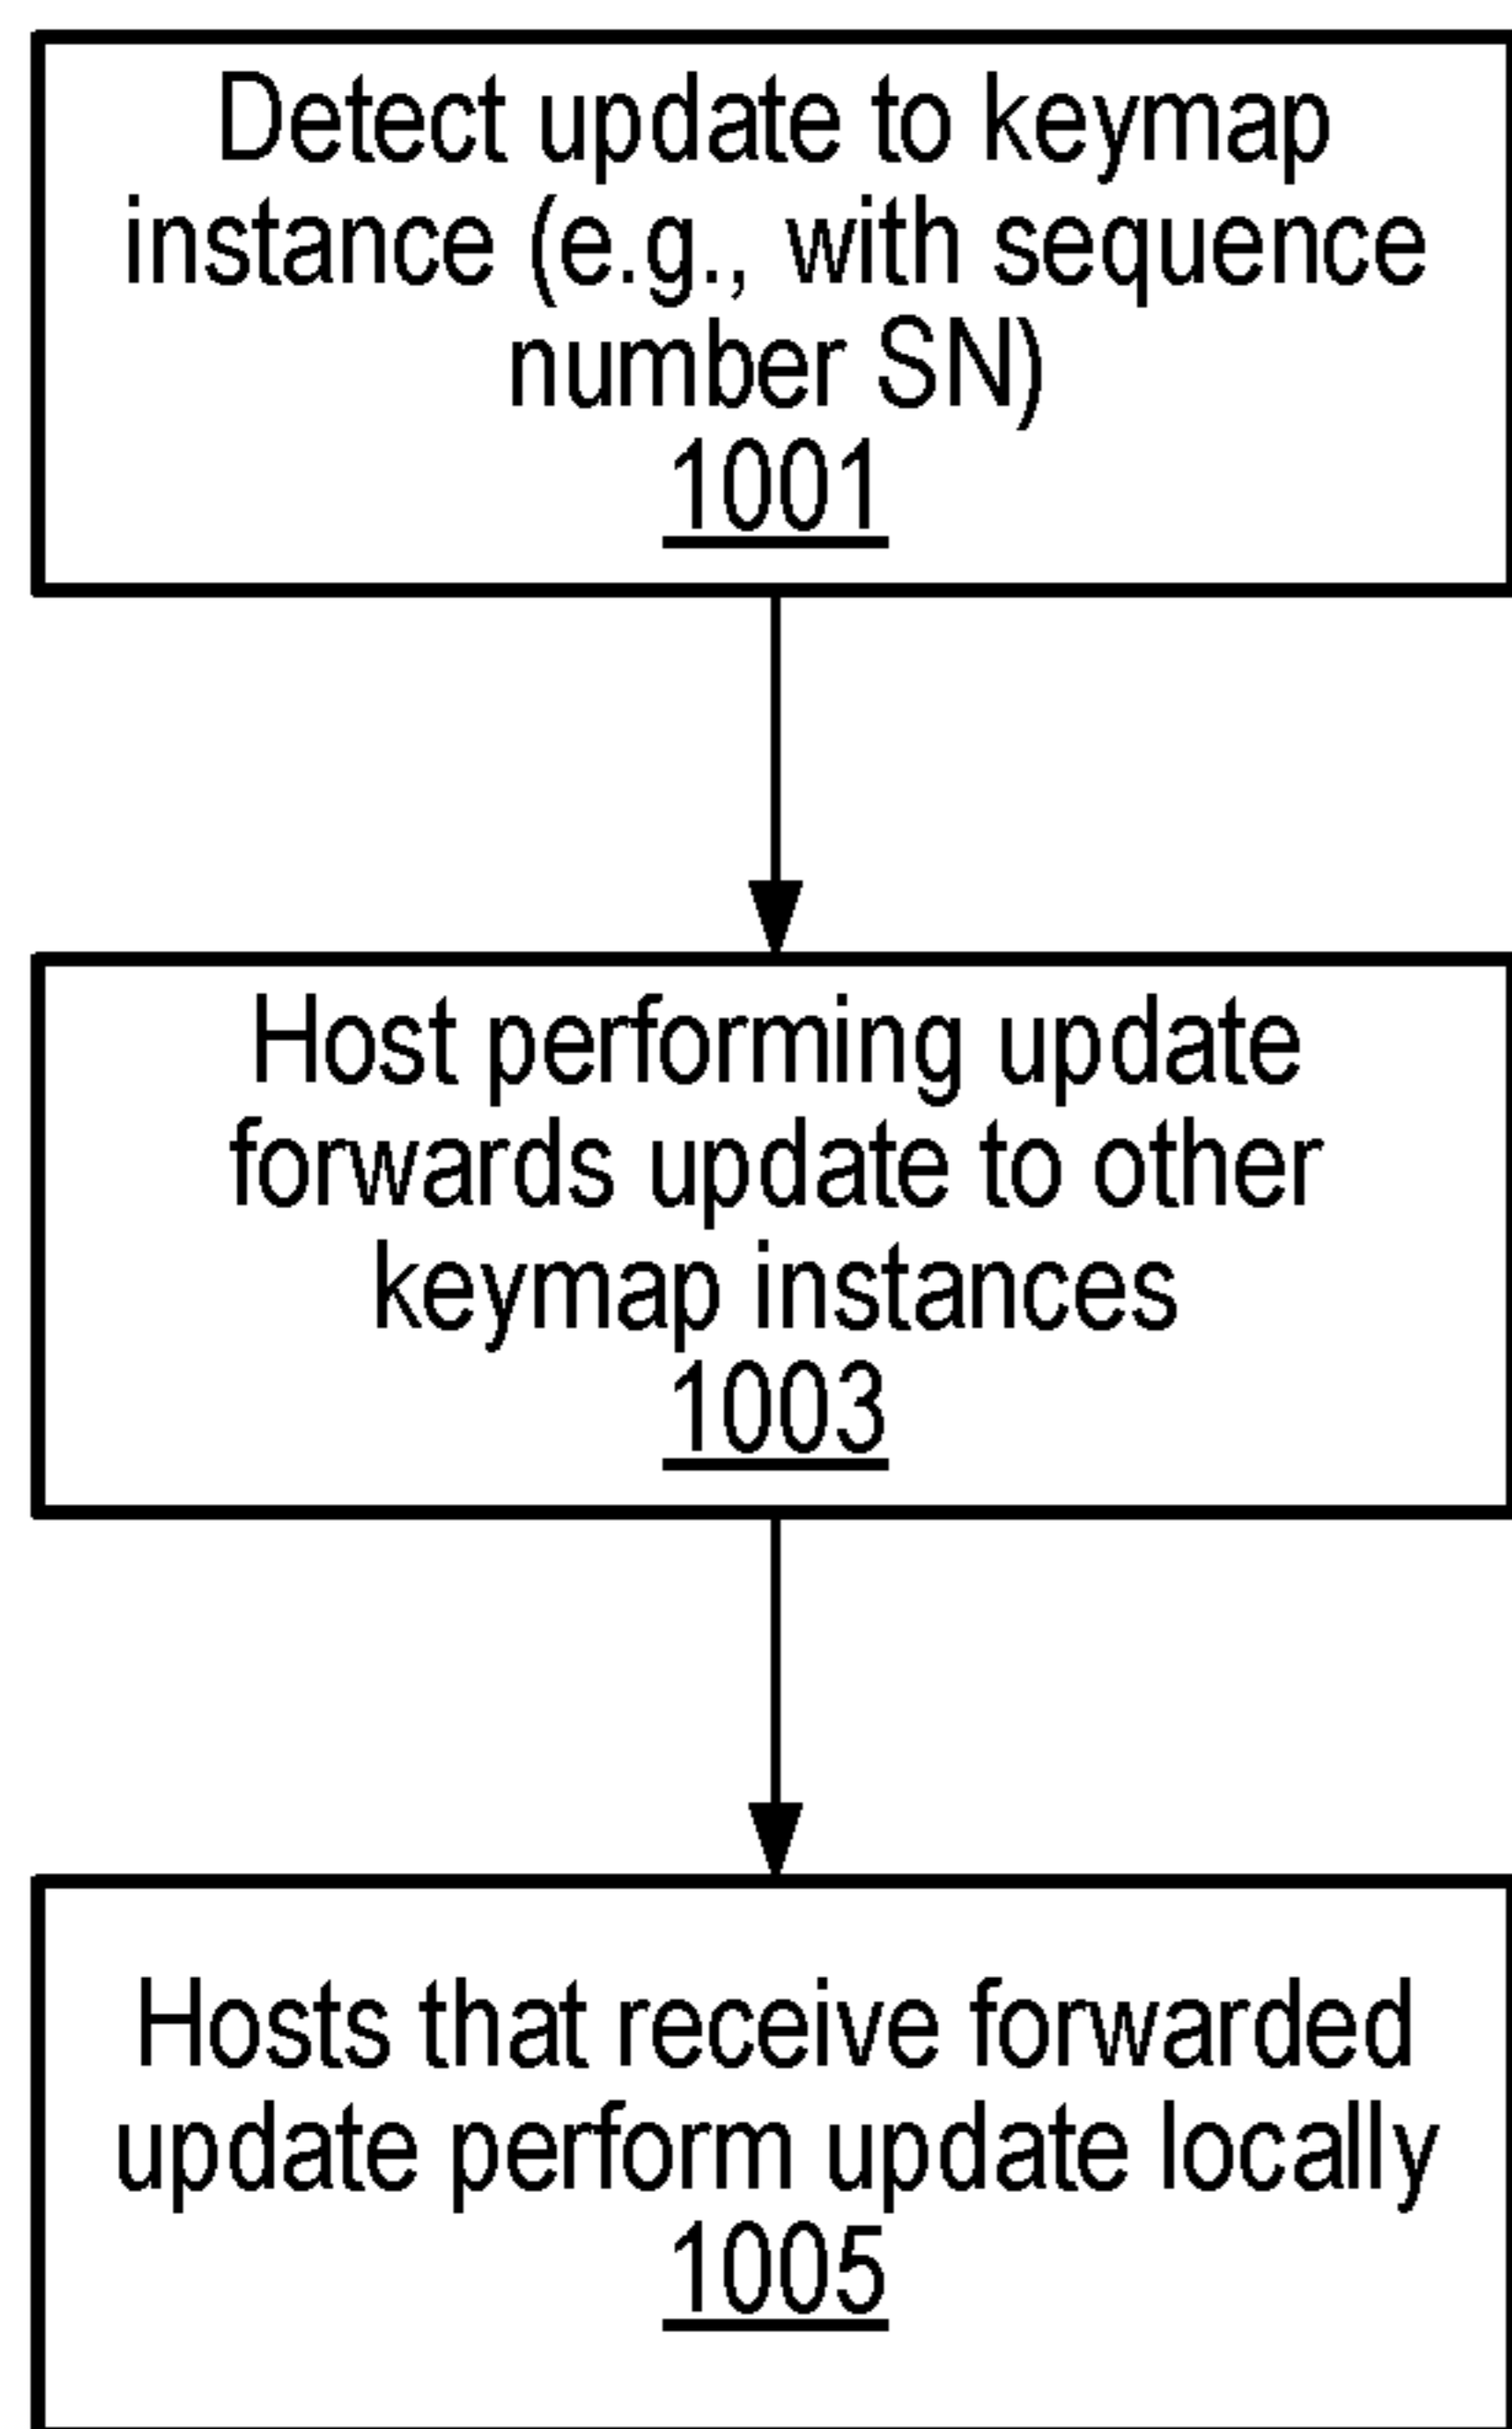 Detect update to keymap
instance (e.g., with sequence
number SN)
1001
Host performing update
forwards update to other
keymap instances
1003
Hosts that receive forwarded
update perform update locally
1005